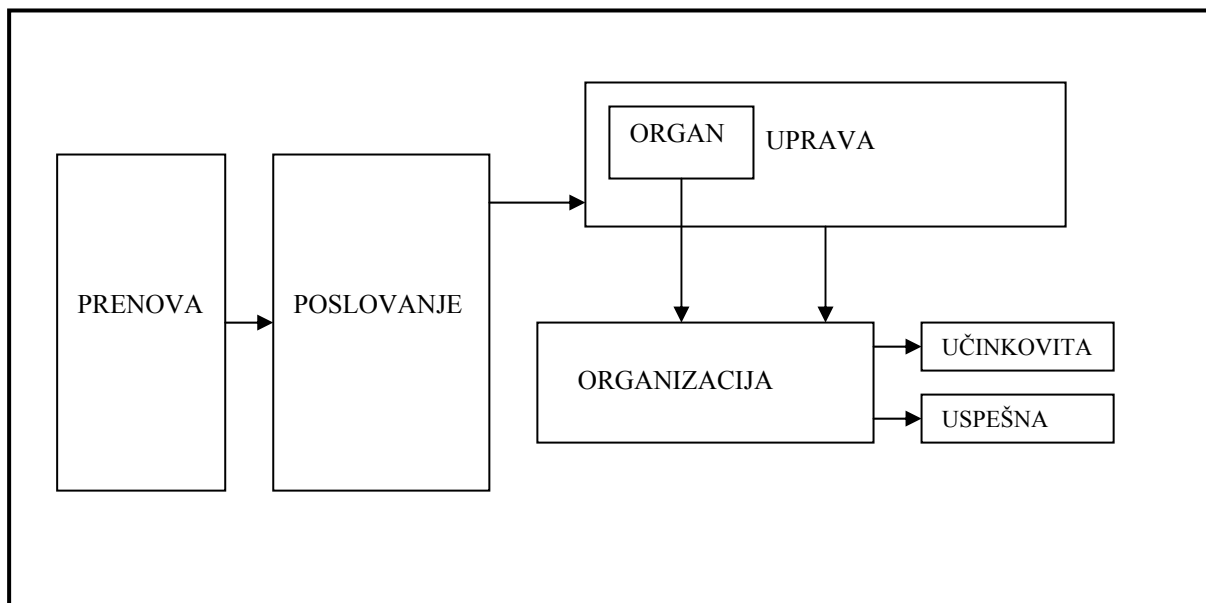 ORGAN
UPRAVA
PRENOVA
POSLOVANJE
UČINKOVITA
ORGANIZACIJA
USPEŠNA